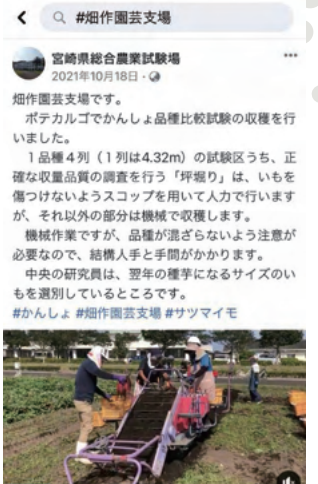 #畑作園芸支場
宮崎県総合農業試験場
2021年10月18日・
畑作園芸支場です。
　ポテカルゴでかんしょ品種比較試験の収穫を行
いました。
　１品種４列（１列は4.32m）の試験区うち、正
確な収量品質の調査を行う「坪堀り」は、いもを
傷つけないようスコップを用いて人力で行います
が、それ以外の部分は機械で収穫します。
　機械作業ですが、品種が混ざらないよう注意が
必要なので、結構人手と手間がかかります。
　中央の研究員は、翌年の種芋になるサイズのい
もを選別しているところです。
#かんしょ #畑作園芸支場 #サツマイモ